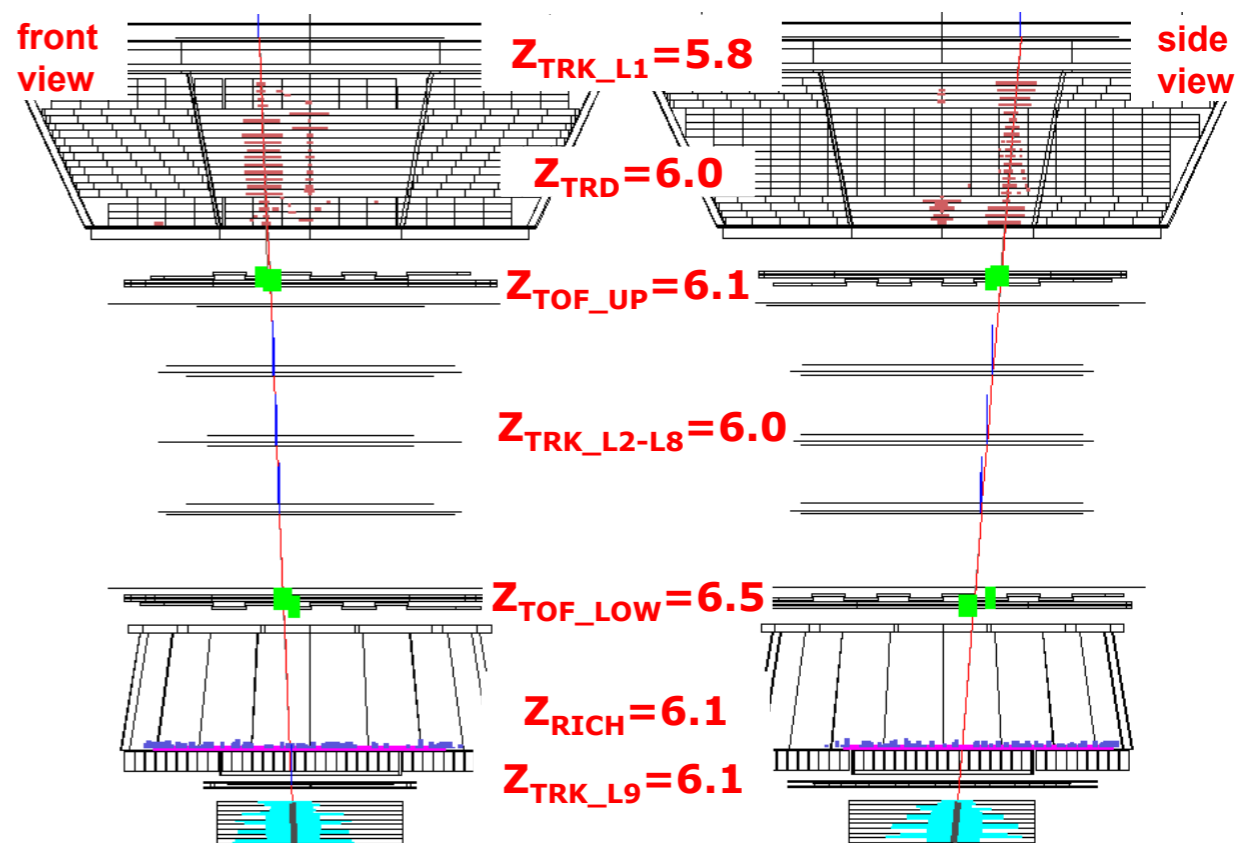 front
view
Z_TRK_L1=5.8
side
view
Z_TRD=6.0
Z_TOF_UP=6.1
Z_TRK_L2-L8=6.0
Z_TOF_LOW=6.5
Z_RICH=6.1
Z_TRK_L9=6.1